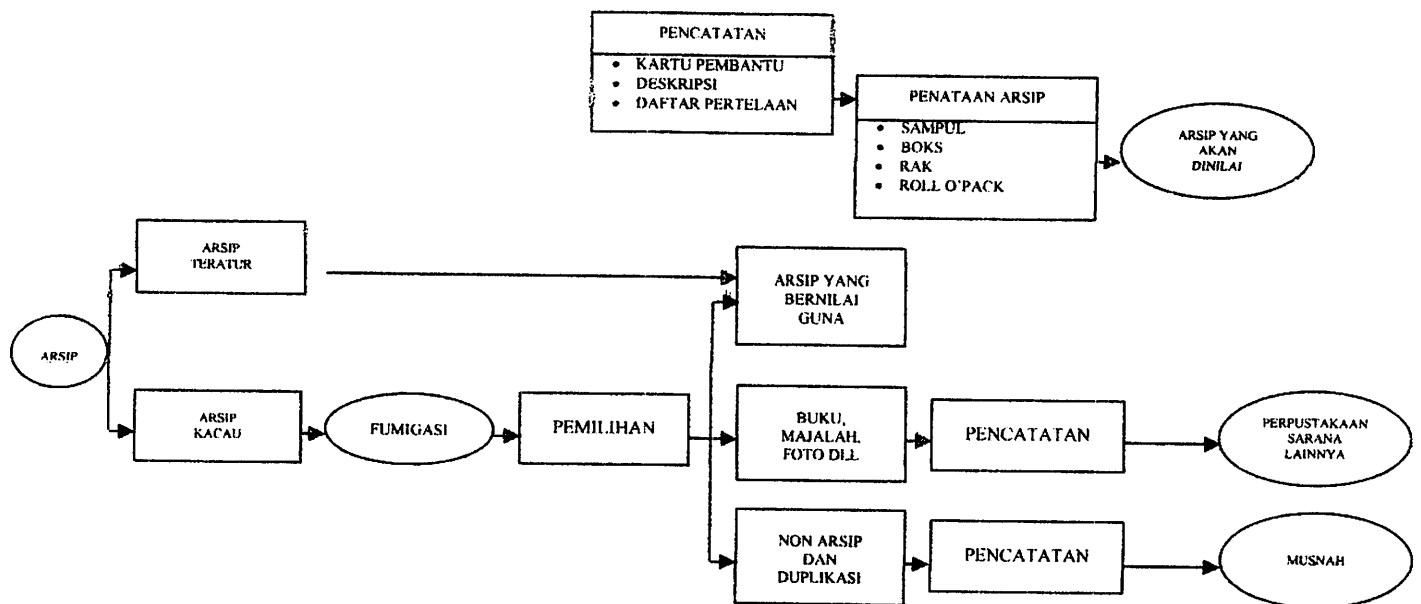 PENCATATAN
• KARTU PEMBANTU
• DESKRIPSI
• DAFTAR PERTELAAN
PENATAAN ARSIP
• SAMPUL
• BOKS
• RAK
• ROLL O'PACK
ARSIP YANG
AKAN
DINILAI
ARSIP
TERATUR
ARSIP YANG
BERNILAI
GUNA
ARSIP
ARSIP
KACAU
FUMIGASI
PEMILIHAN
BUKU,
MAJALAH,
FOTO DLL
PENCATATAN
PERPUSTAKAAN
SARANA
LAINNYA
NON ARSIP
DAN
DUPLIKASI
PENCATATAN
MUSNAH